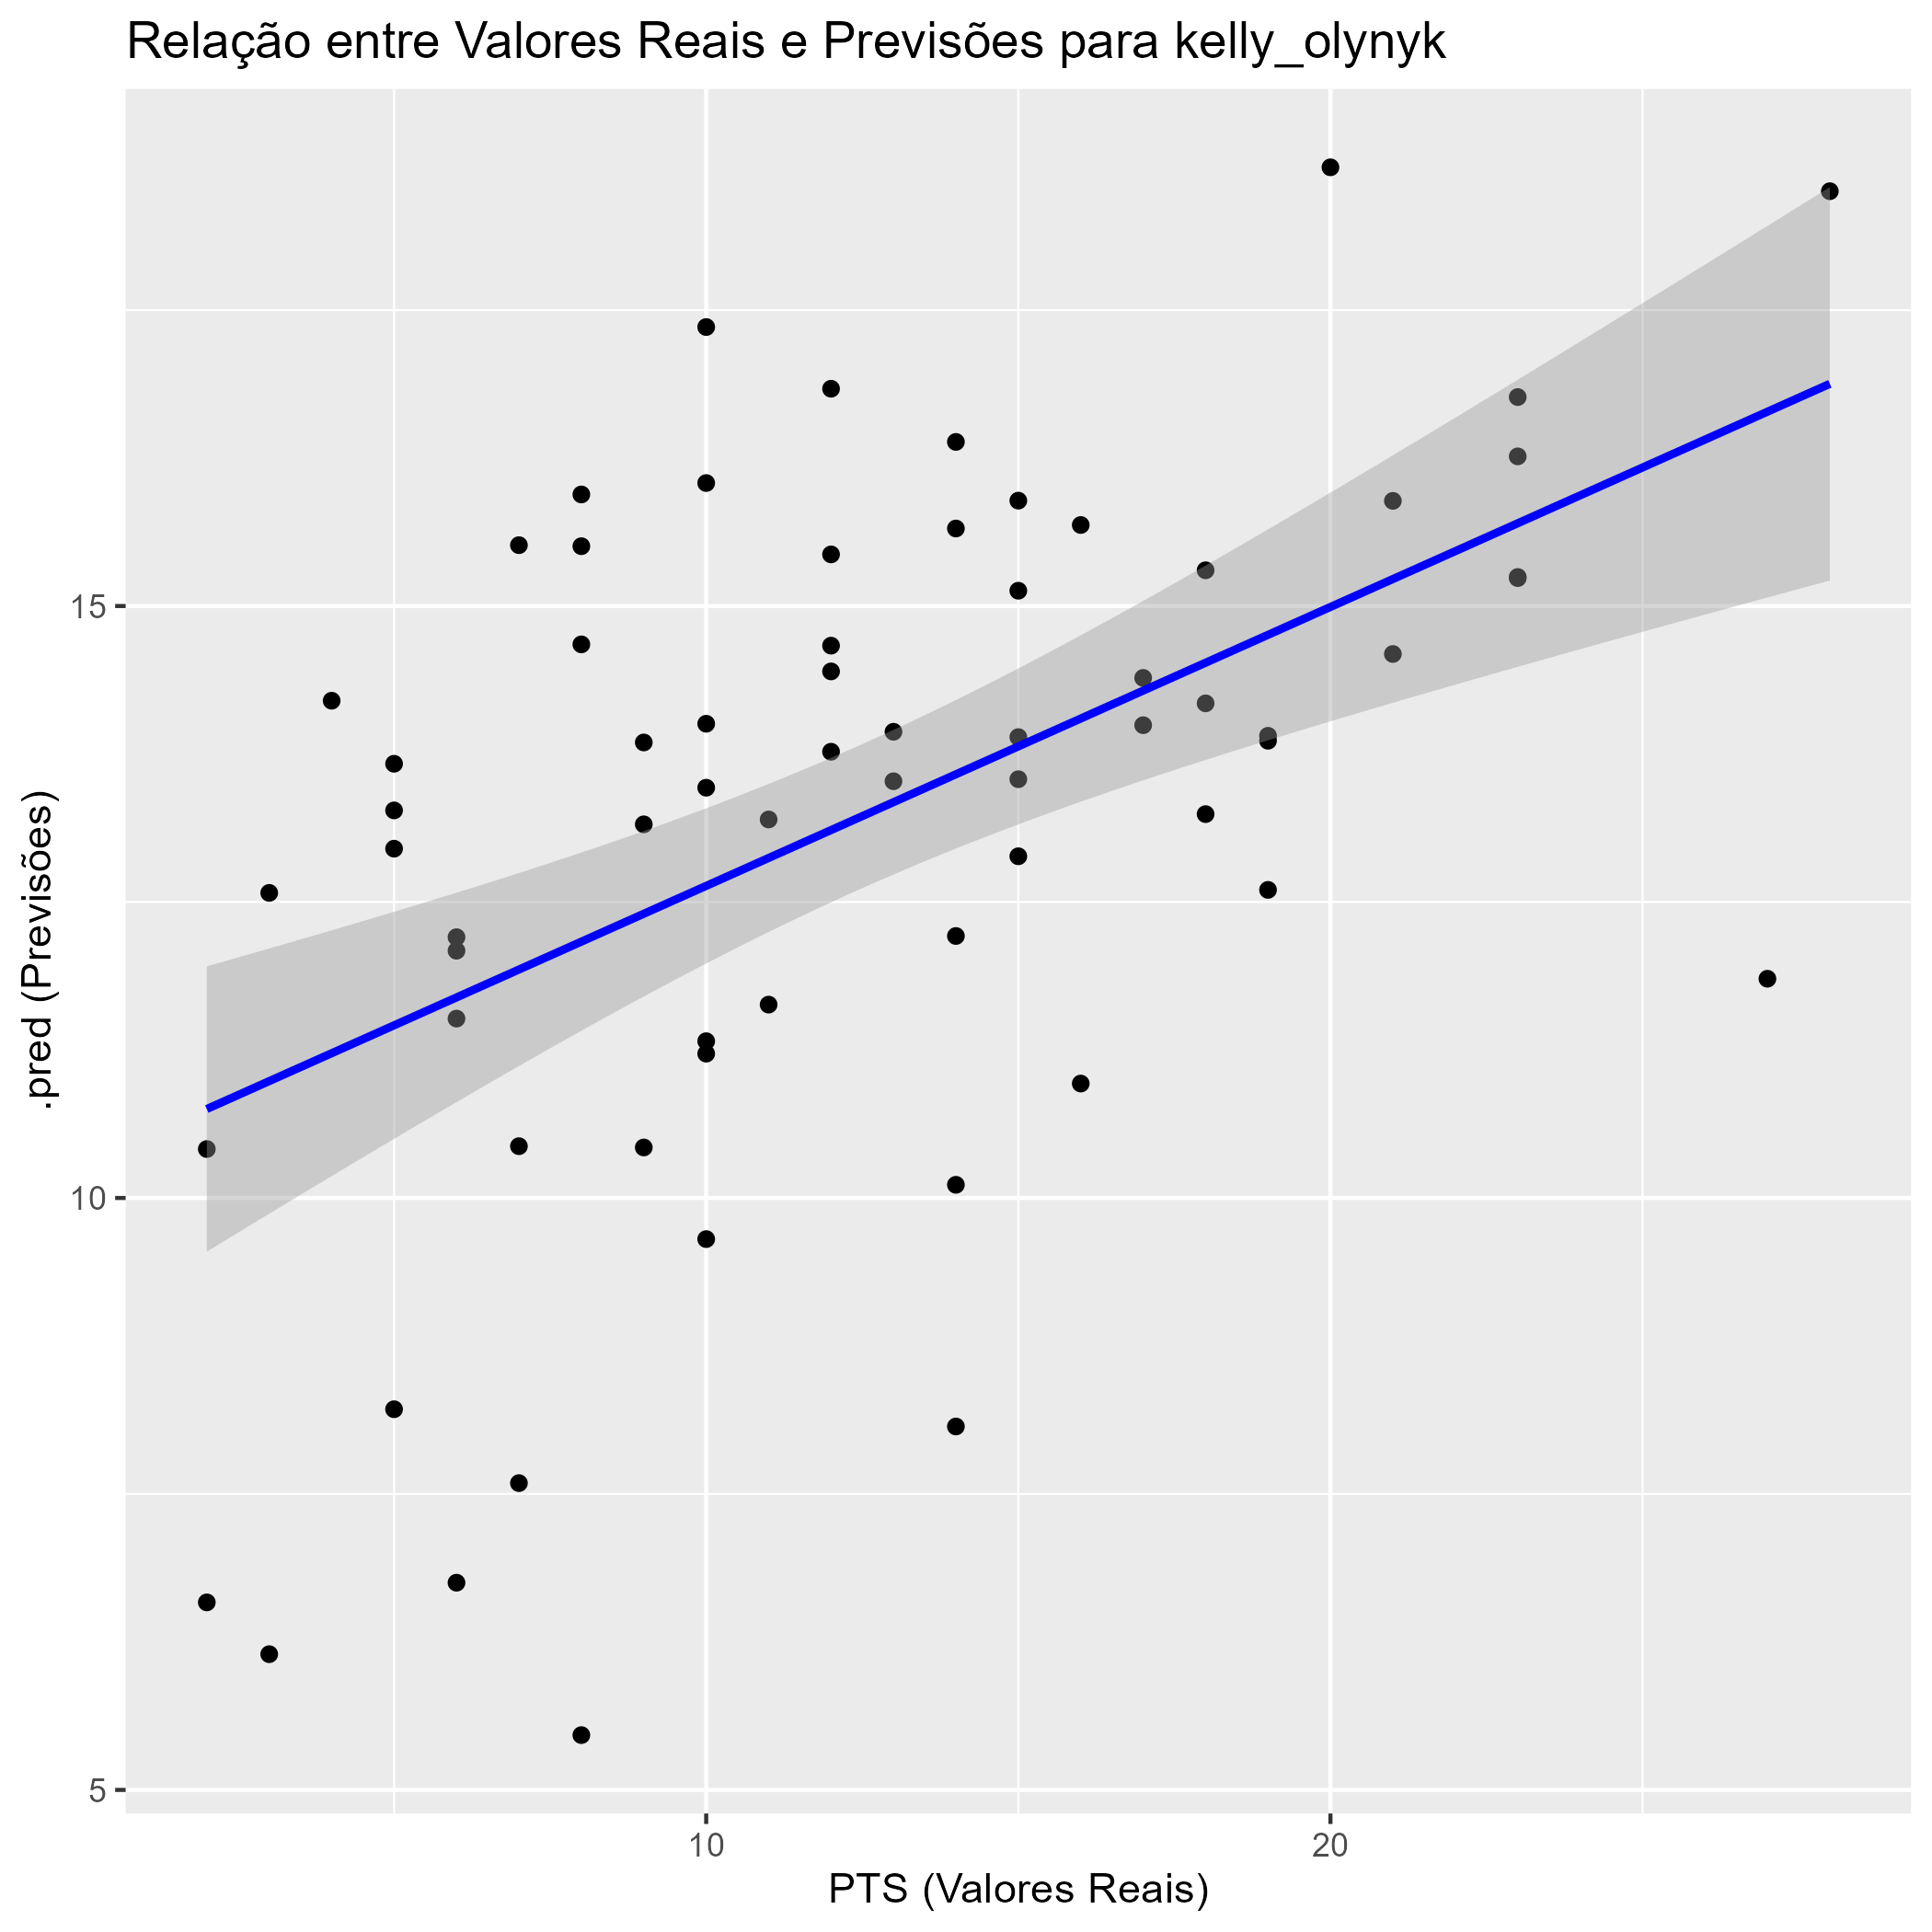 Relação entre Valores Reais e Previsões para kelly_olynyk
.pred (Previsões)
15
10
5
10
20
PTS (Valores Reais)